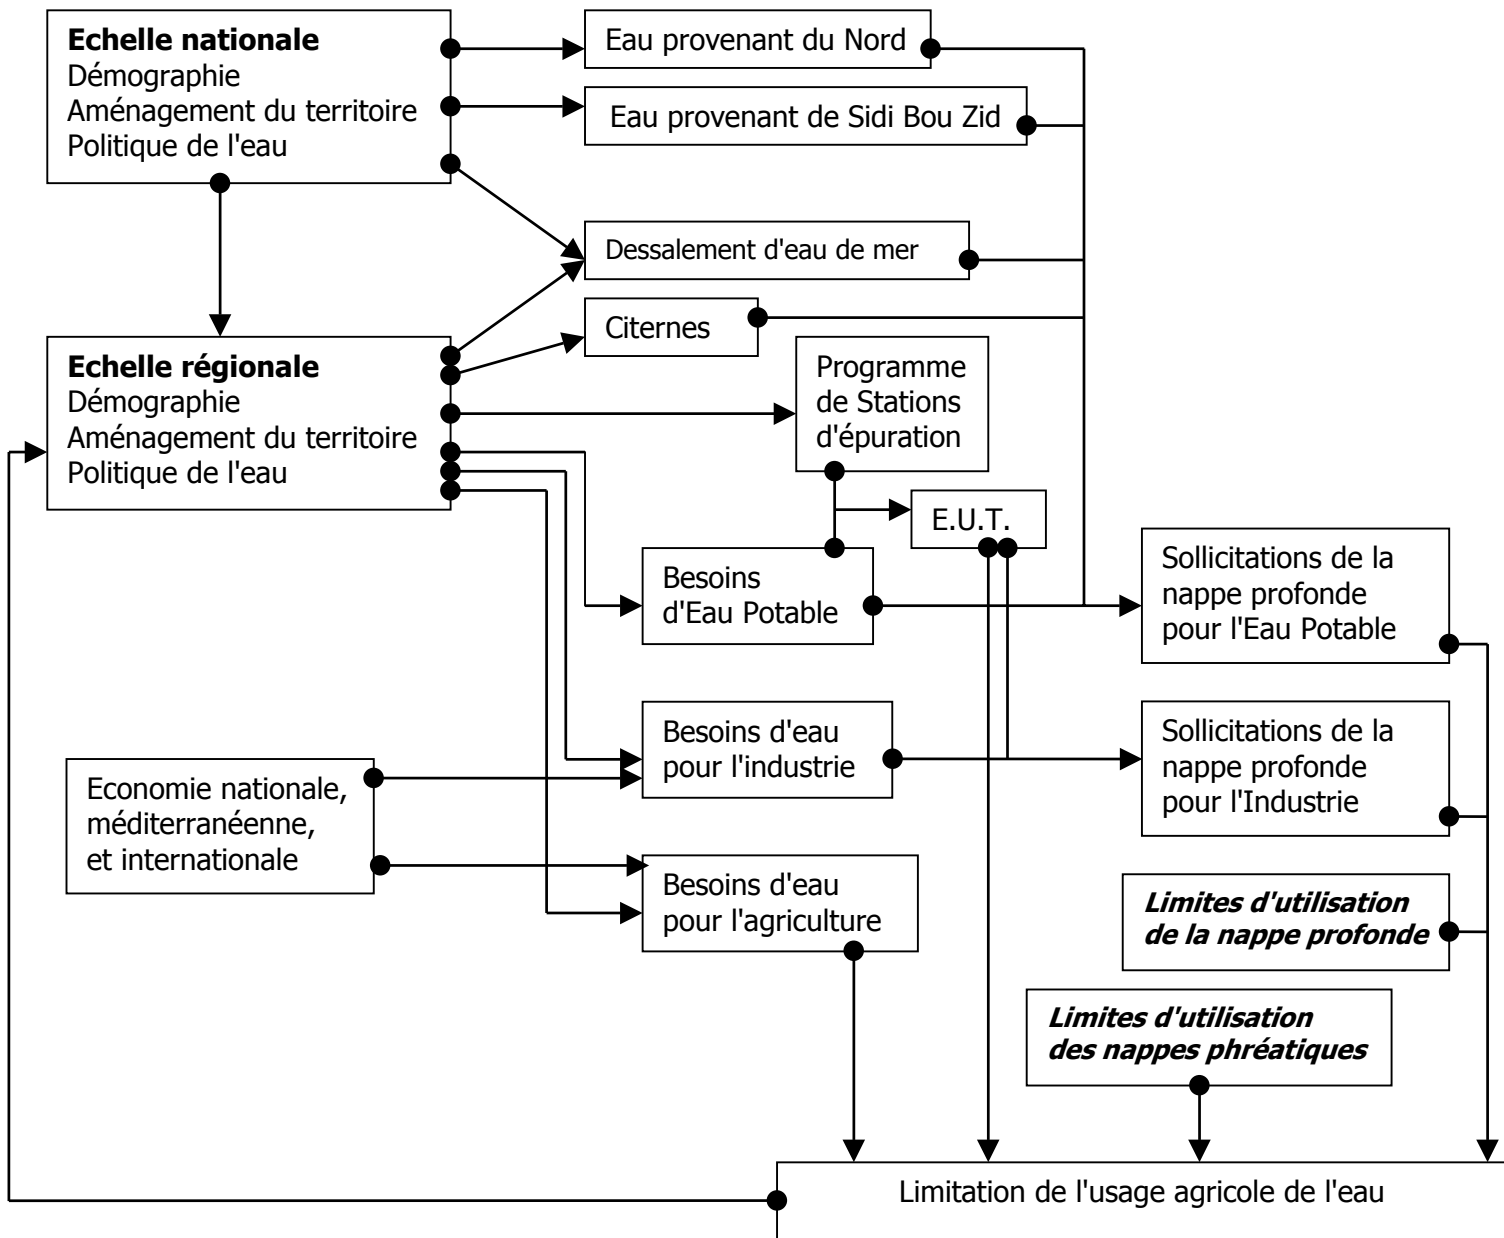 Echelle nationale
Démographie
Aménagement du territoire
Politique de l'eau
Eau provenant du Nord
Eau provenant de Sidi Bou Zid
Dessalement d'eau de mer
Citernes
Echelle régionale
Démographie
Aménagement du territoire
Politique de l'eau
Programme
de Stations
d'épuration
E.U.T.
Besoins
d'Eau Potable
Sollicitations de la
nappe profonde
pour l'Eau Potable
Besoins d'eau
pour l'industrie
Sollicitations de la
nappe profonde
pour l'Industrie
Economie nationale,
méditerranéenne,
et internationale
Besoins d'eau
pour l'agriculture
Limites d'utilisation
de la nappe profonde
Limites d'utilisation
des nappes phréatiques
Limitation de l'usage agricole de l'eau